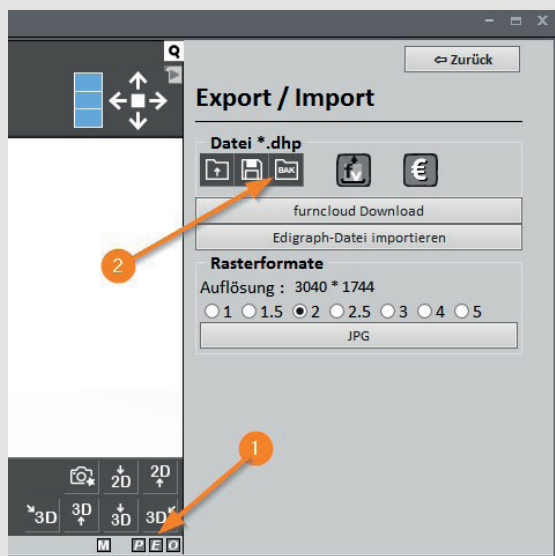 Q
⇦ Zurück
Export / Import
Datei *.dhp
BAK fv €
furncloud Download
2
Edigraph-Datei importieren
Rasterformate
Auflösung : 3040 * 1744
1 1.5 2 2.5 3 4 5
JPG
1
2D 2D
3D 3D 3D 3D
M P E O